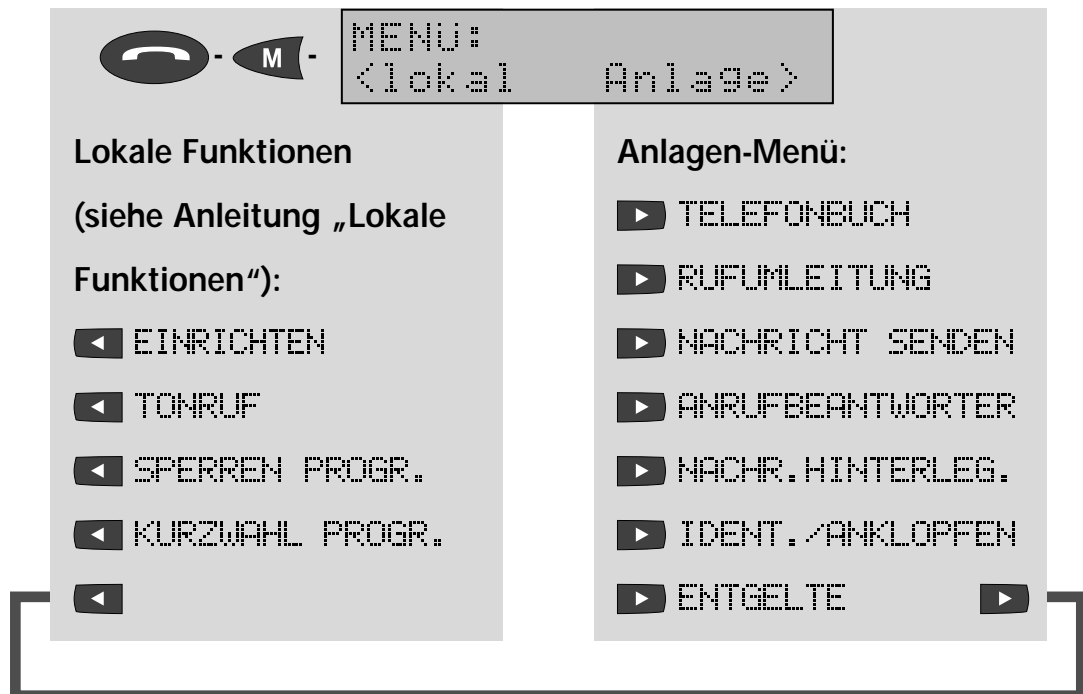 - M -
MENÜ:
<lokal Anlage>
Lokale Funktionen
(siehe Anleitung „Lokale
Funktionen“):
EINRICHTEN
TONRUF
SPERREN PROGR.
KURZWAHL PROGR.
Anlagen-Menü:
TELEFONBUCH
RUFUMLEITUNG
NACHRICHT SENDEN
ANRUFBEANTWORTER
NACHR.HINTERLEG.
IDENT./ANKLOPFEN
ENTGELTE